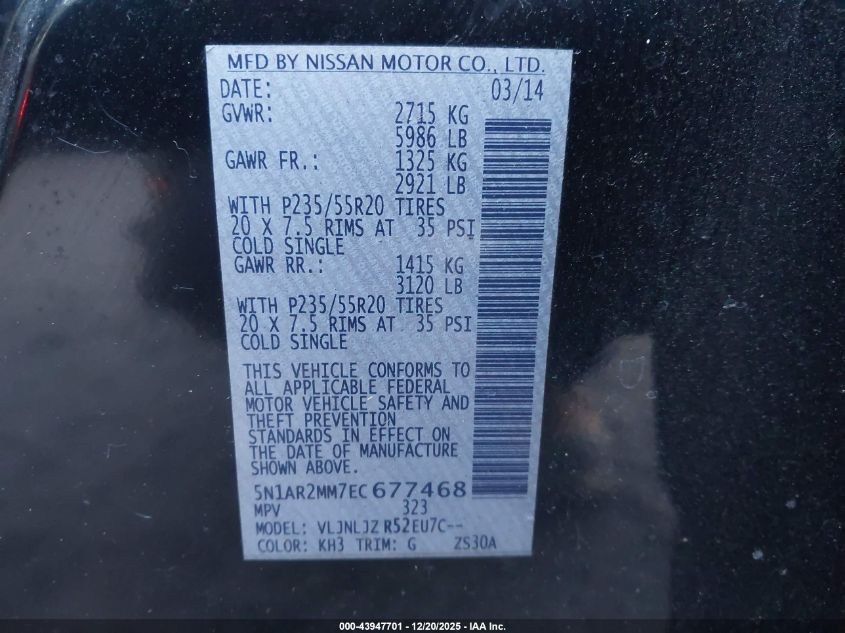 MFD BY NISSAN MOTOR CO., LTD.
DATE: 03/14
GVWR: 2715 KG
5986 LB
GAWR FR.: 1325 KG
2921 LB
WITH P235/55R20 TIRES
20 X 7.5 RIMS AT 35 PSI
COLD SINGLE
GAWR RR.: 1415 KG
3120 LB
WITH P235/55R20 TIRES
20 X 7.5 RIMS AT 35 PSI
COLD SINGLE
THIS VEHICLE CONFORMS TO
ALL APPLICABLE FEDERAL
MOTOR VEHICLE SAFETY AND
THEFT PREVENTION
STANDARDS IN EFFECT ON
THE DATE OF MANUFACTURE
SHOWN ABOVE.
5N1AR2MM7EC677468
MPV 323
MODEL: VLJNLJZ R52EU7C--
COLOR: KH3 TRIM: G ZS30A
000-43947701 - 12/20/2025 - IAA Inc.